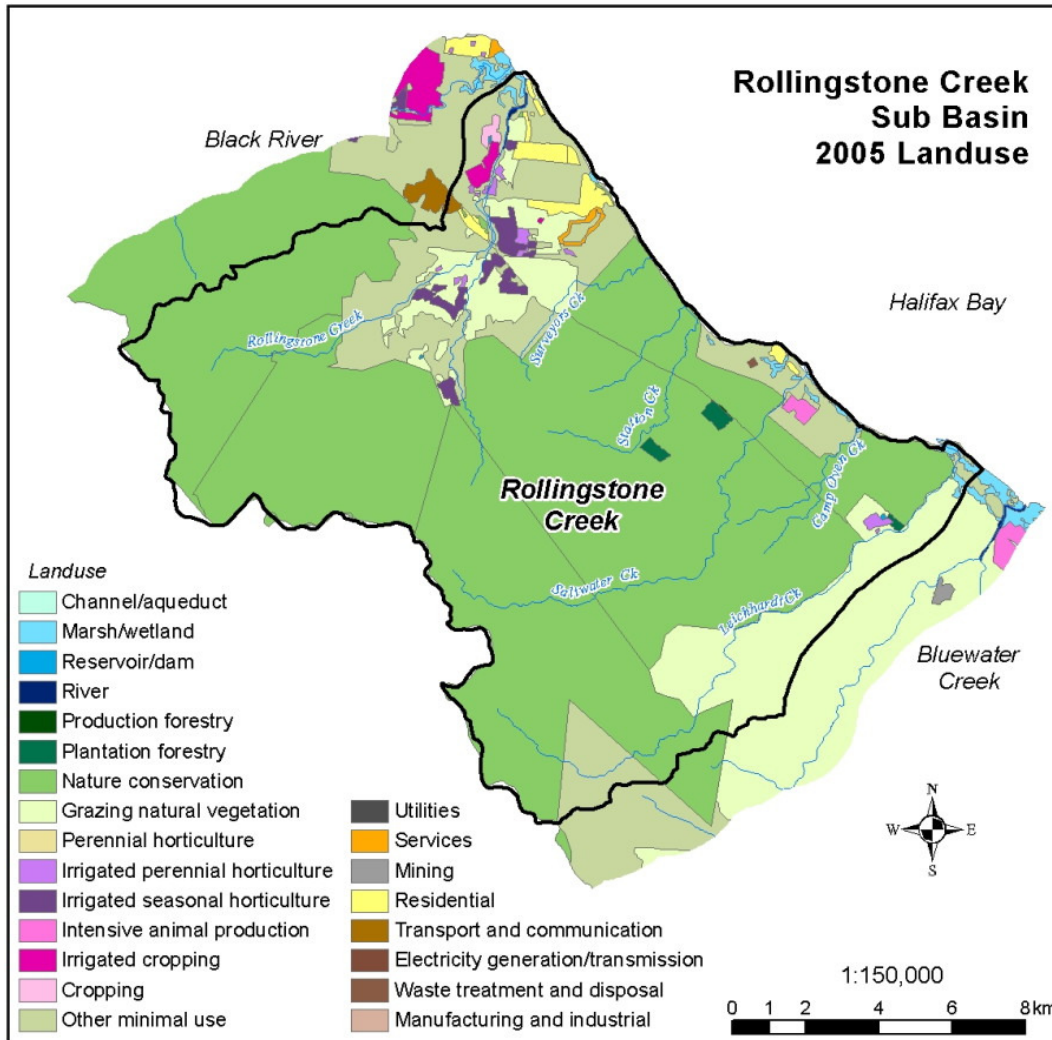 Rollingstone Creek
Sub Basin
2005 Landuse
Black River
Halifax Bay
Rollingstone Creek
Surveyors Ck
Station Ck
Camp Oven Ck
Rollingstone
Creek
Saltwater Ck
Leichhardt Ck
Bluewater
Creek
Landuse
Channel/aqueduct
Marsh/wetland
Reservoir/dam
River
Production forestry
Plantation forestry
Nature conservation
Grazing natural vegetation
Perennial horticulture
Irrigated perennial horticulture
Irrigated seasonal horticulture
Intensive animal production
Irrigated cropping
Cropping
Other minimal use
Utilities
Services
Mining
Residential
Transport and communication
Electricity generation/transmission
Waste treatment and disposal
Manufacturing and industrial
N
W E
S
1:150,000
0 2 4 6 8 km